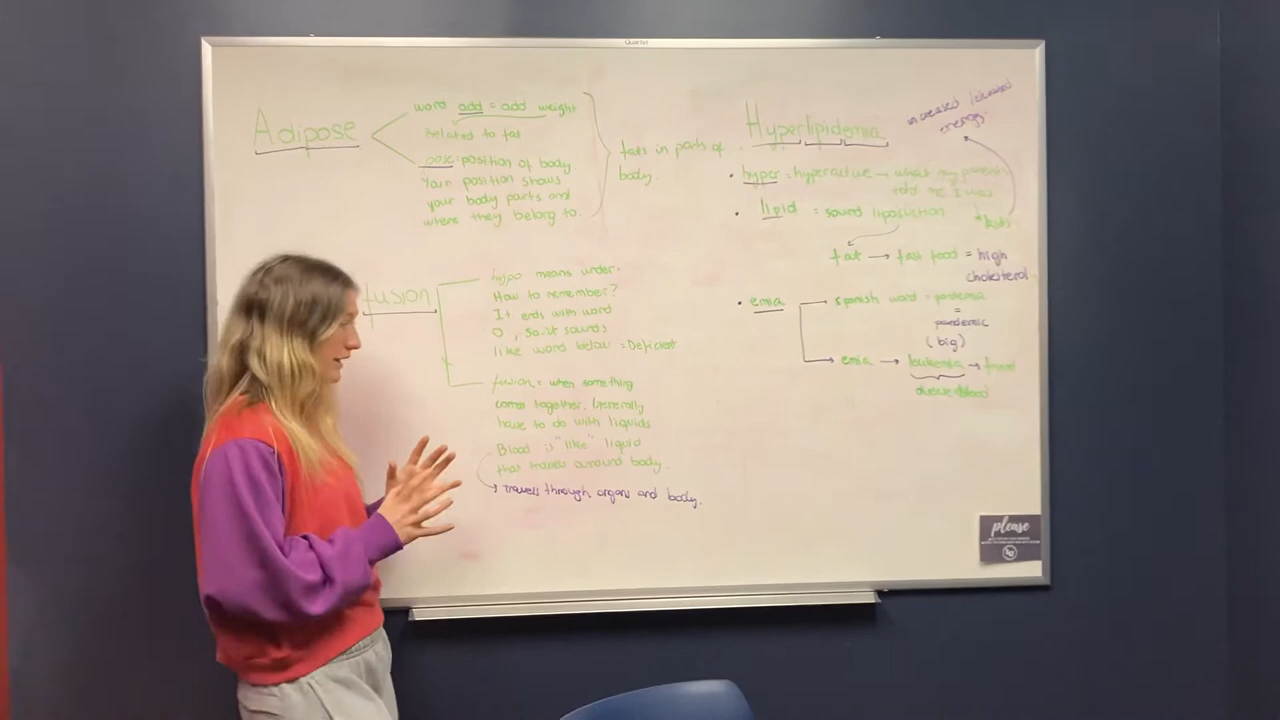 Quartet
Adipose
word add = add weight
Related to fat
pose: position of body
Your position shows
your body parts and
where they belong to.
fats in parts of
body.
fusion
hypo means under.
How to remember?
It ends with word
O, so it sounds
like word below = Deficient
fusion = when something
comes together. Generally
have to do with liquids
Blood is "like" liquid
that travels around body.
Travels through organs and body.
Hyperlipidemia
increased
energy.
hyper = hyperactive → what my parents
told me I was
lipid = sound liposuction
*kids
fat → fast food = high
cholesterol
emia
spanish word = pandemia
=
pandemic
(big)
emia → leukemia →
disease blood
please